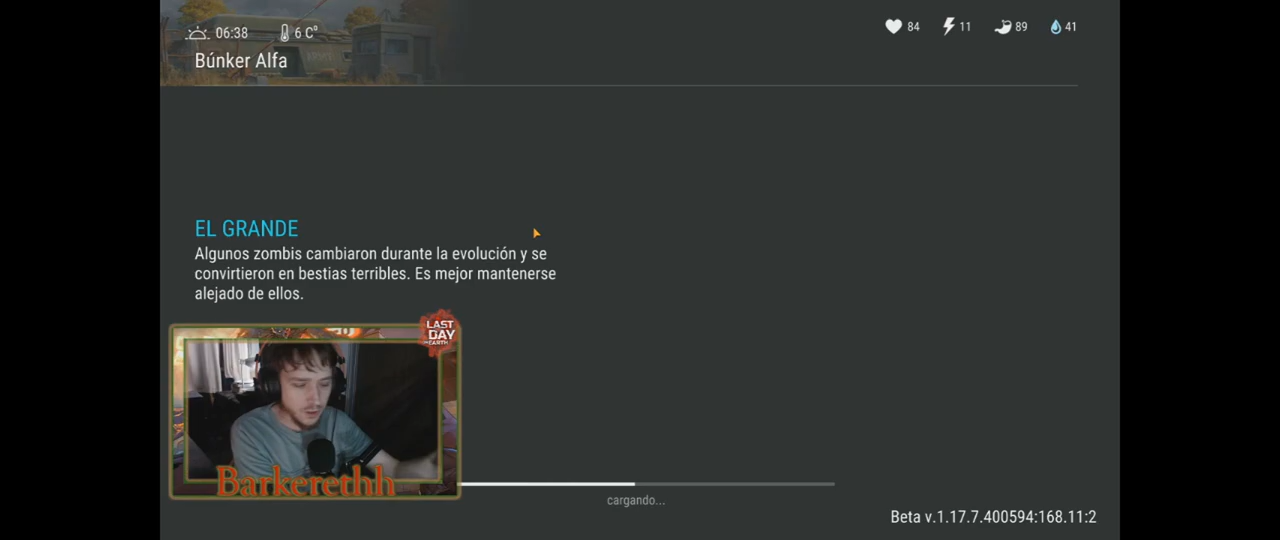 06:38 6 C°
84 11 89 41
Búnker Alfa
EL GRANDE
Algunos zombis cambiaron durante la evolución y se
convirtieron en bestias terribles. Es mejor mantenerse
alejado de ellos.
LAST
DAY
ON EARTH
Barkerethh
cargando...
Beta v.1.17.7.400594:168.11:2